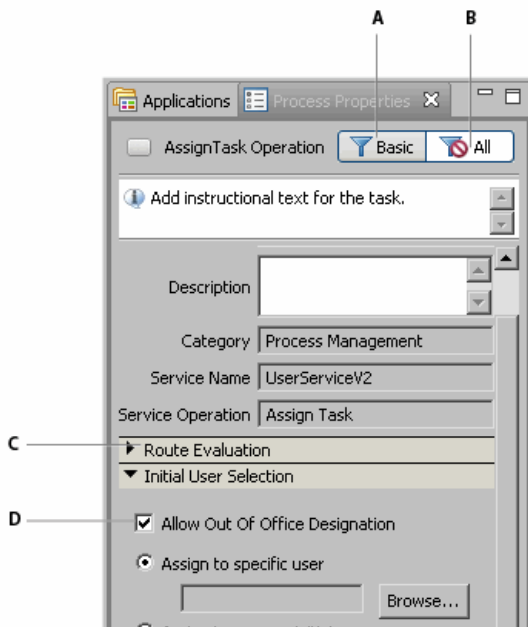 A B
Applications Process Properties
AssignTask Operation Basic All
Add instructional text for the task.
Description
Category Process Management
Service Name UserServiceV2
Service Operation Assign Task
C Route Evaluation
Initial User Selection
D Allow Out Of Office Designation
Assign to specific user
Browse...